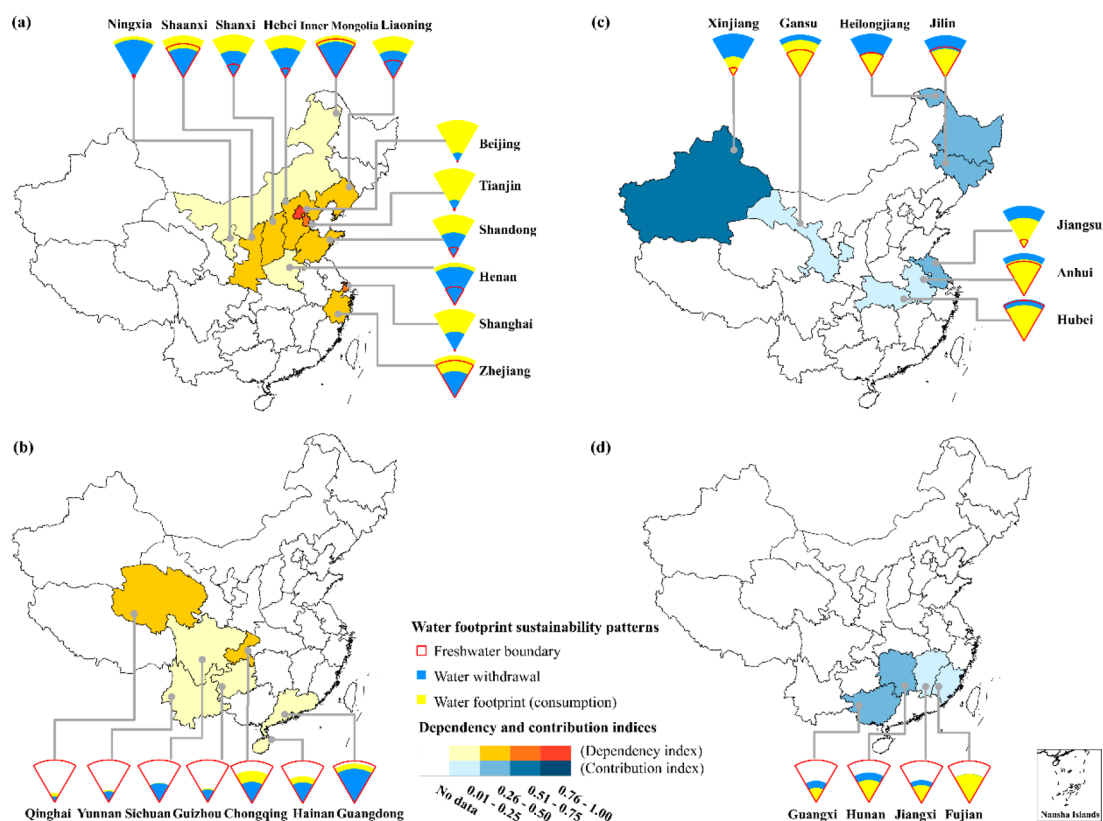 (a)
Ningxia Shaanxi Shanxi Hebei Inner Mongolia Liaoning
Beijing
Tianjin
Shandong
Henan
Shanghai
Zhejiang
(c)
Xinjiang Gansu Heilongjiang Jilin
Jiangsu
Anhui
Hubei
(b)
Qinghai Yunnan Sichuan Guizhou Chongqing Hainan Guangdong
Water footprint sustainability patterns
Freshwater boundary
Water withdrawal
Water footprint (consumption)
Dependency and contribution indices
(Dependency index)
(Contribution index)
No data
0.01 - 0.25
0.26 - 0.50
0.51 - 0.75
0.76 - 1.00
(d)
Guangxi Hunan Jiangxi Fujian
Nansha Islands